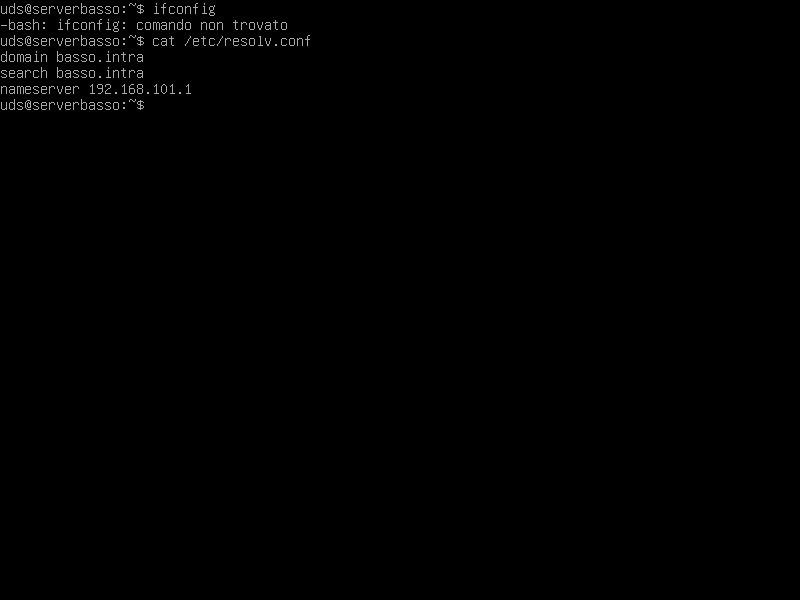 uds@serverbasso:~$ ifconfig
-bash: ifconfig: comando non trovato
uds@serverbasso:~$ cat /etc/resolv.conf
domain basso.intra
search basso.intra
nameserver 192.168.101.1
uds@serverbasso:~$